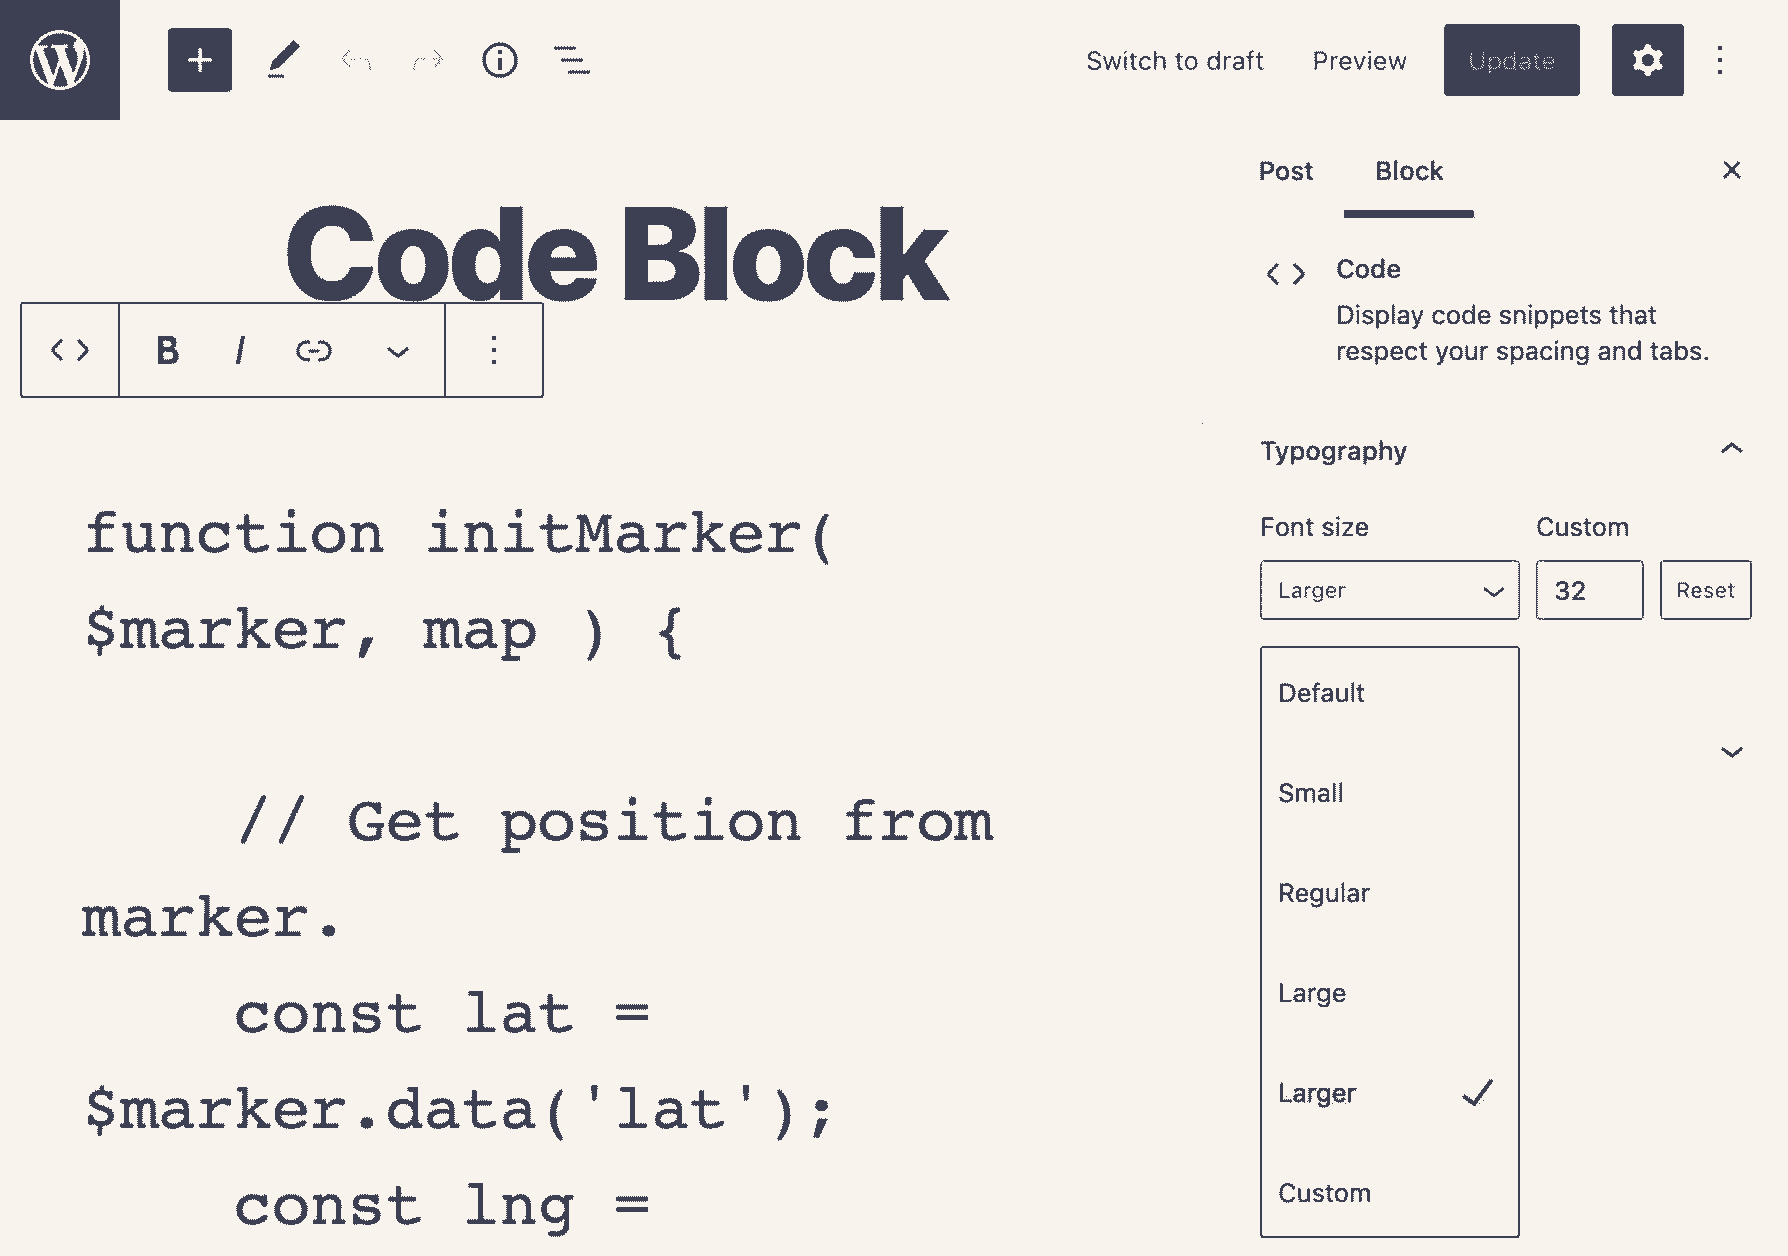 Switch to draft Preview Update
Post Block
Code Block
Code
Display code snippets that
respect your spacing and tabs.
B I
Typography
Font size Custom
Larger 32 Reset
Default
Small
Regular
Large
Larger
Custom
function initMarker(
$marker, map ) {
// Get position from
marker.
const lat =
$marker.data('lat');
const lng =